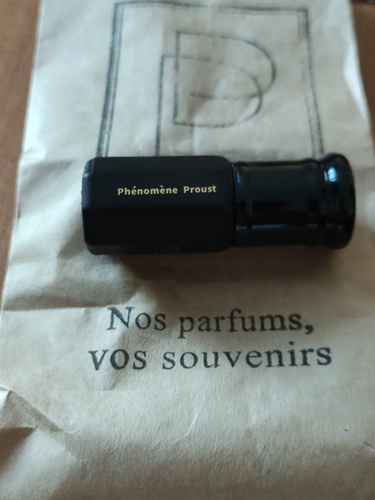 Phénomène Proust
Nos parfums,
vos souvenirs